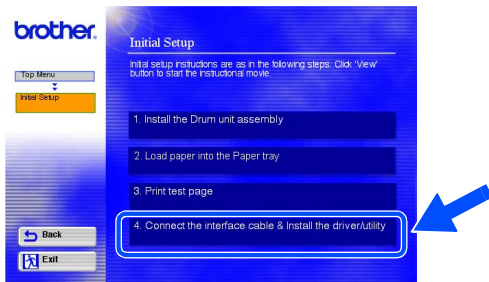 brother.
Top Menu
Initial Setup
Initial Setup
Initial setup instructions are as in the following steps. Click 'View'
button to start the instructional movie.
1. Install the Drum unit assembly
2. Load paper into the Paper tray
3. Print test page
4. Connect the interface cable & Install the driver/utility
Back
Exit